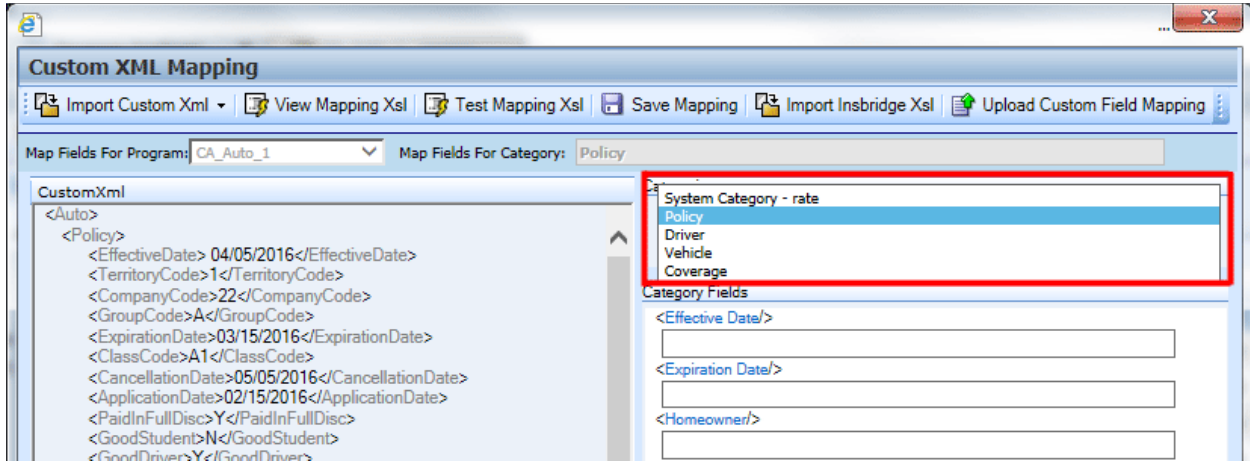 ...
X
Custom XML Mapping
Import Custom Xml View Mapping Xsl Test Mapping Xsl Save Mapping Import Insbridge Xsl Upload Custom Field Mapping
Map Fields For Program: CA_Auto_1 Map Fields For Category: Policy
CustomXml
<Auto>
<Policy>
<EffectiveDate> 04/05/2016</EffectiveDate>
<TerritoryCode>1</TerritoryCode>
<CompanyCode>22</CompanyCode>
<GroupCode>A</GroupCode>
<ExpirationDate>03/15/2016</ExpirationDate>
<ClassCode>A1</ClassCode>
<CancellationDate>05/05/2016</CancellationDate>
<ApplicationDate>02/15/2016</ApplicationDate>
<PaidInFullDisc>Y</PaidInFullDisc>
<GoodStudent>N</GoodStudent>
<GoodDriver>Y</GoodDriver>
System Category - rate
Policy
Driver
Vehicle
Coverage
Category Fields
<Effective Date/>
<Expiration Date/>
<Homeowner/>